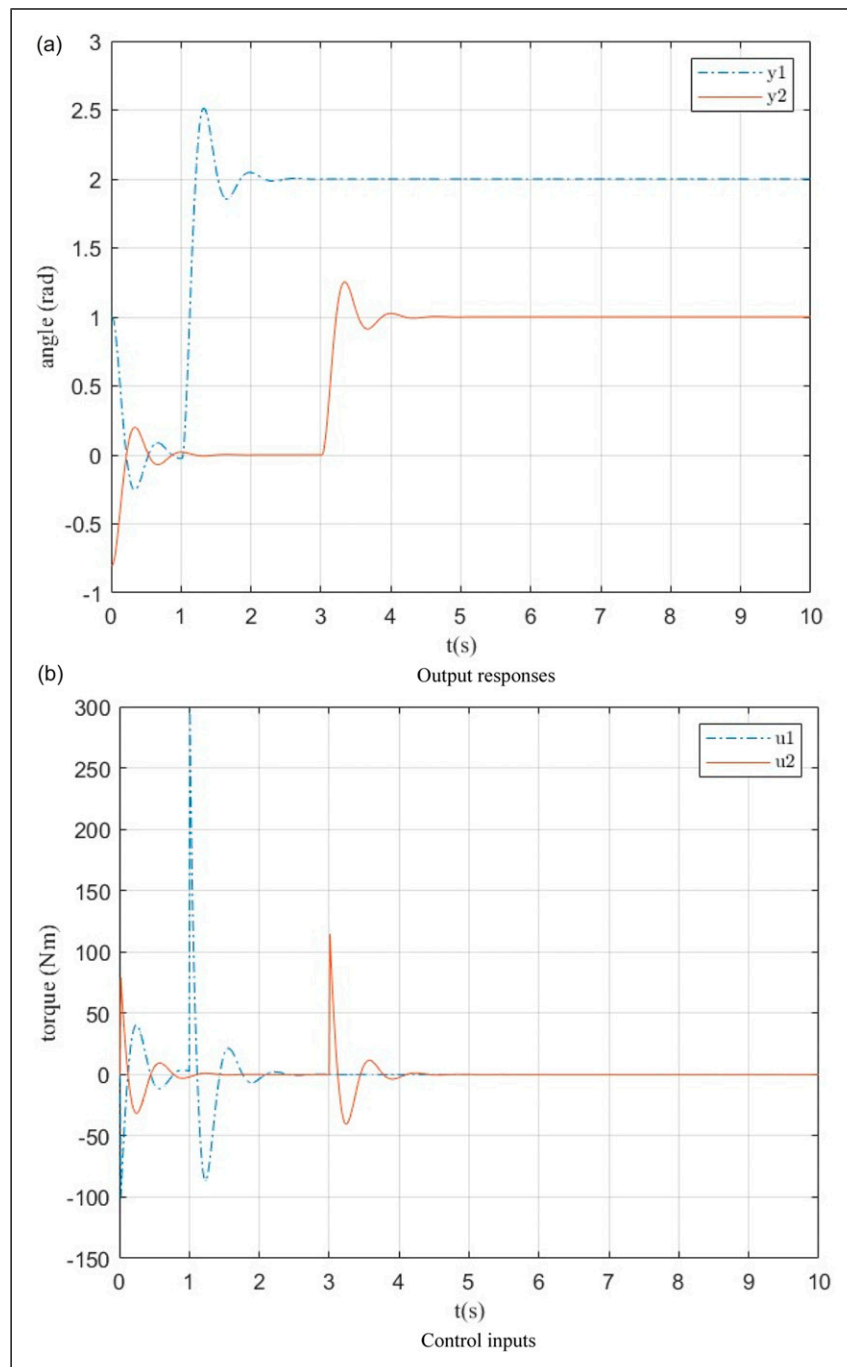 (a)
3
2.5
2
1.5
1
0.5
0
-0.5
-1
angle (rad)
y1
y2
0 1 2 3 4 5 6 7 8 9 10
t(s)
Output responses
(b)
300
250
200
150
100
50
0
-50
-100
-150
torque (Nm)
u1
u2
0 1 2 3 4 5 6 7 8 9 10
t(s)
Control inputs